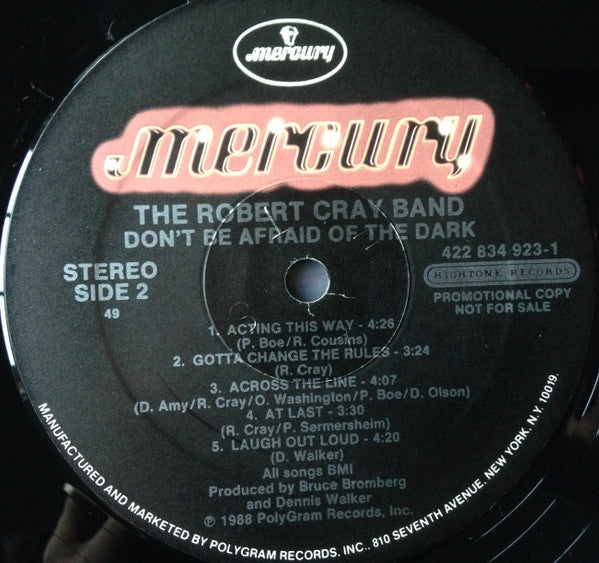 mercury
mercury
THE ROBERT CRAY BAND
DON'T BE AFRAID OF THE DARK
STEREO
SIDE 2
49
422 834 923-1
HIGHTONE RECORDS
PROMOTIONAL COPY
NOT FOR SALE
1. ACTING THIS WAY - 4:26
(P. Boe/R. Cousins)
2. GOTTA CHANGE THE RULES - 3:24
(R. Cray)
3. ACROSS THE LINE - 4:07
(D. Amy/R. Cray/O. Washington/P. Boe/D. Olson)
4. AT LAST - 3:30
(R. Cray/P. Sermersheim)
5. LAUGH OUT LOUD - 4:20
(D. Walker)
All songs BMI
Produced by Bruce Bromberg
and Dennis Walker
℗ 1988 PolyGram Records, Inc.
MANUFACTURED AND MARKETED BY POLYGRAM RECORDS. INC., 810 SEVENTH AVENUE. NEW YORK. N.Y. 10019.